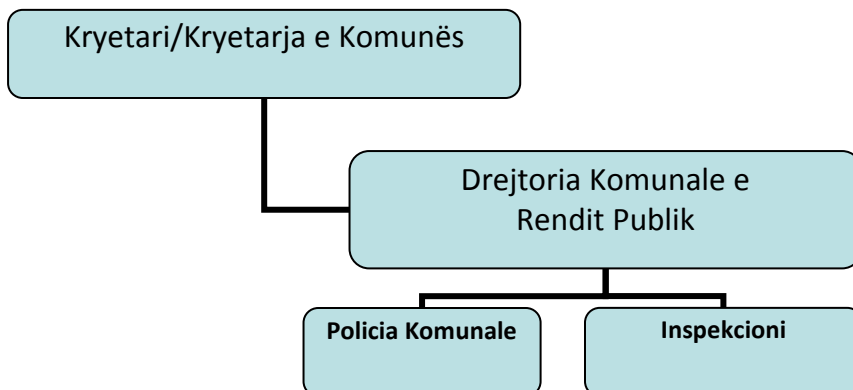 Kryetari/Kryetarja e Komunës
Drejtoria Komunale e
Rendit Publik
Policia Komunale
Inspekcioni